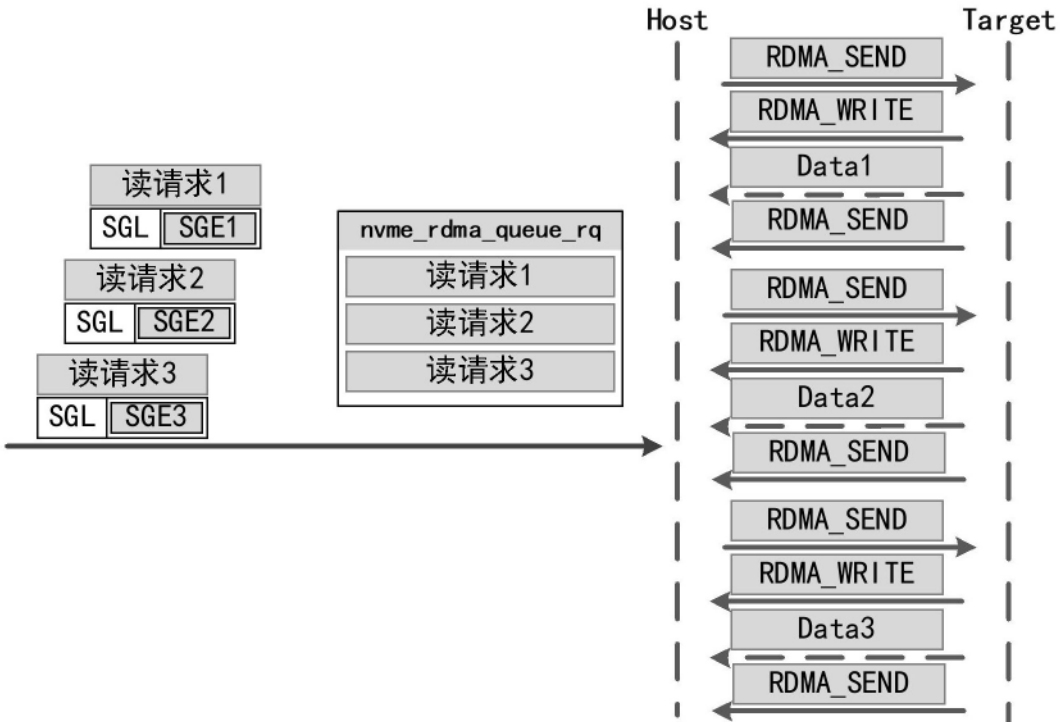 读请求1
SGL SGE1
读请求2
SGL SGE2
读请求3
SGL SGE3
nvme_rdma_queue_rq
读请求1
读请求2
读请求3
Host Target
RDMA_SEND
RDMA_WRITE
Data1
RDMA_SEND
RDMA_SEND
RDMA_WRITE
Data2
RDMA_SEND
RDMA_SEND
RDMA_WRITE
Data3
RDMA_SEND